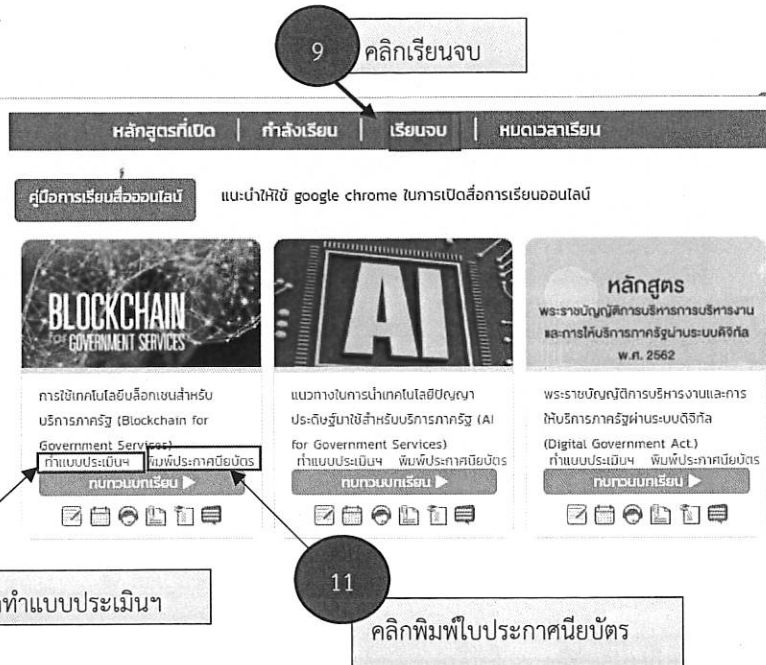 9
คลิกเรียนจบ
หลักสูตรที่เปิด | กำลังเรียน | เรียนจบ | หมดเวลาเรียน
คู่มือการเรียนสื่อออนไลน์
แนะนำให้ใช้ google chrome ในการเปิดสื่อการเรียนออนไลน์
BLOCKCHAIN
for GOVERNMENT SERVICES
AI
หลักสูตร
พระราชบัญญัติการบริหารการบริหารงาน
และการให้บริการภาครัฐผ่านระบบดิจิทัล
พ.ศ. 2562
การใช้เทคโนโลยีบล็อกเชนสำหรับ
บริการภาครัฐ (Blockchain for
Government Services)
ทำแบบประเมินฯ พิมพ์ประกาศนียบัตร
ทบทวนบทเรียน
แนวทางในการนำเทคโนโลยีปัญญา
ประดิษฐ์มาใช้สำหรับบริการภาครัฐ (AI
for Government Services)
ทำแบบประเมินฯ พิมพ์ประกาศนียบัตร
ทบทวนบทเรียน
พระราชบัญญัติการบริหารงานและการ
ให้บริการภาครัฐผ่านระบบดิจิทัล
(Digital Government Act.)
ทำแบบประเมินฯ พิมพ์ประกาศนียบัตร
ทบทวนบทเรียน
ทำแบบประเมินฯ
11
คลิกพิมพ์ใบประกาศนียบัตร